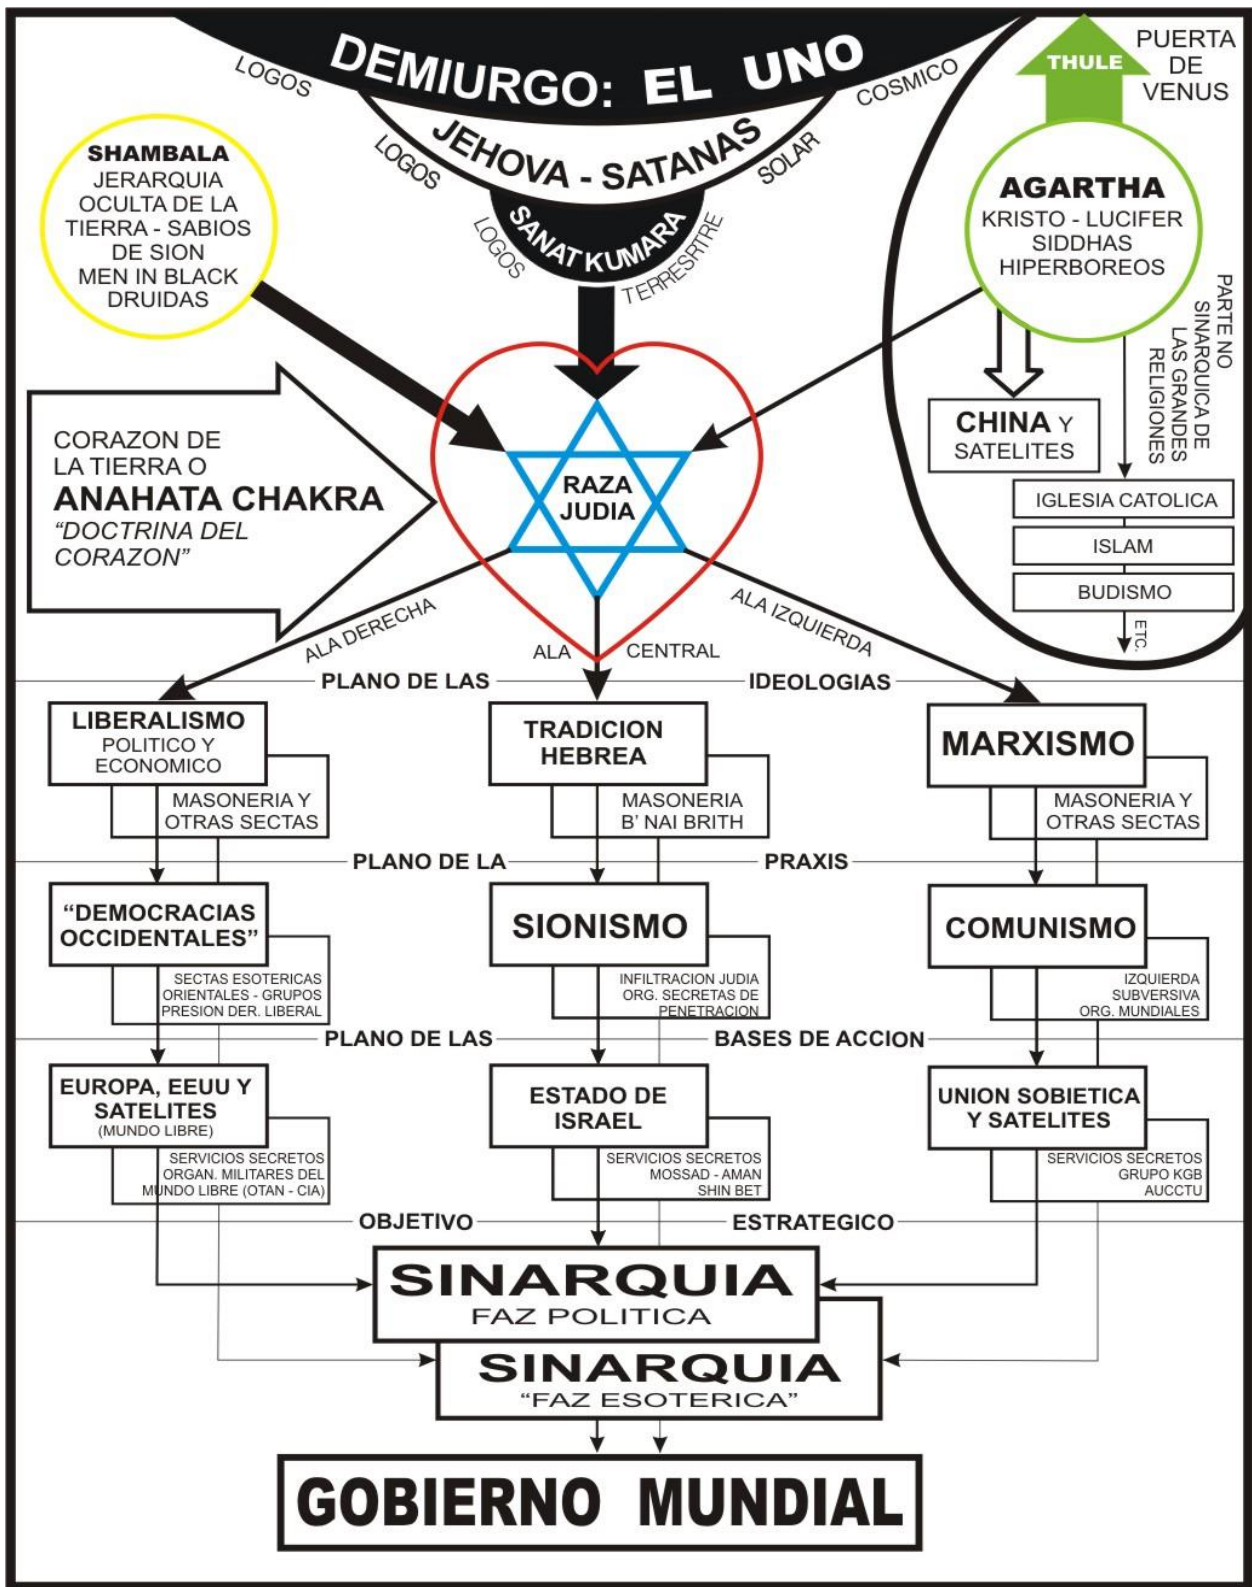 LOGOS
DEMIURGO: EL UNO
COSMICO
LOGOS
JEHOVA - SATANAS
SOLAR
LOGOS
SANAT KUMARA
TERRESRTRE
SHAMBALA
JERARQUIA
OCULTA DE LA
TIERRA - SABIOS
DE SION
MEN IN BLACK
DRUIDAS
THULE
PUERTA
DE
VENUS
AGARTHA
KRISTO - LUCIFER
SIDDHAS
HIPERBOREOS
PARTE NO
SINARQUICA DE
LAS GRANDES
RELIGIONES
CHINA Y
SATELITES
IGLESIA CATOLICA
ISLAM
BUDISMO
ETC.
CORAZON DE
LA TIERRA O
ANAHATA CHAKRA
“DOCTRINA DEL
CORAZON”
RAZA
JUDIA
ALA DERECHA
ALA CENTRAL
ALA IZQUIERDA
PLANO DE LAS IDEOLOGIAS
LIBERALISMO
POLITICO Y
ECONOMICO
MASONERIA Y
OTRAS SECTAS
TRADICION
HEBREA
MASONERIA
B’ NAI BRITH
MARXISMO
MASONERIA Y
OTRAS SECTAS
PLANO DE LA PRAXIS
“DEMOCRACIAS
OCCIDENTALES”
SECTAS ESOTERICAS
ORIENTALES - GRUPOS
PRESION DER. LIBERAL
SIONISMO
INFILTRACION JUDIA
ORG. SECRETAS DE
PENETRACION
COMUNISMO
IZQUIERDA
SUBVERSIVA
ORG. MUNDIALES
PLANO DE LAS BASES DE ACCION
EUROPA, EEUU Y
SATELITES
(MUNDO LIBRE)
SERVICIOS SECRETOS
ORGAN. MILITARES DEL
MUNDO LIBRE (OTAN - CIA)
ESTADO DE
ISRAEL
SERVICIOS SECRETOS
MOSSAD - AMAN
SHIN BET
UNION SOBIETICA
Y SATELITES
SERVICIOS SECRETOS
GRUPO KGB
AUCCTU
OBJETIVO ESTRATEGICO
SINARQUIA
FAZ POLITICA
SINARQUIA
“FAZ ESOTERICA”
GOBIERNO MUNDIAL